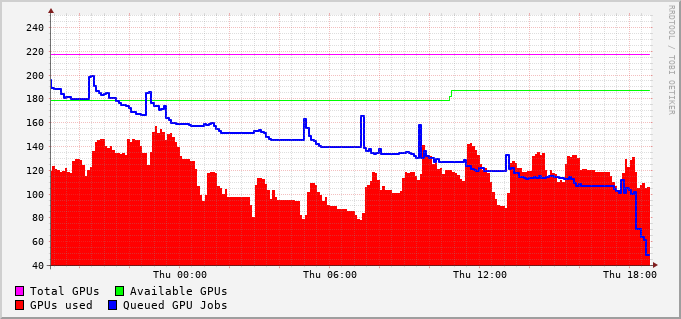 240
220
200
180
160
140
120
100
80
60
40
Thu 00:00 Thu 06:00 Thu 12:00 Thu 18:00
Total GPUs Available GPUs
GPUs used Queued GPU Jobs
RRDTOOL / TOBI OETIKER